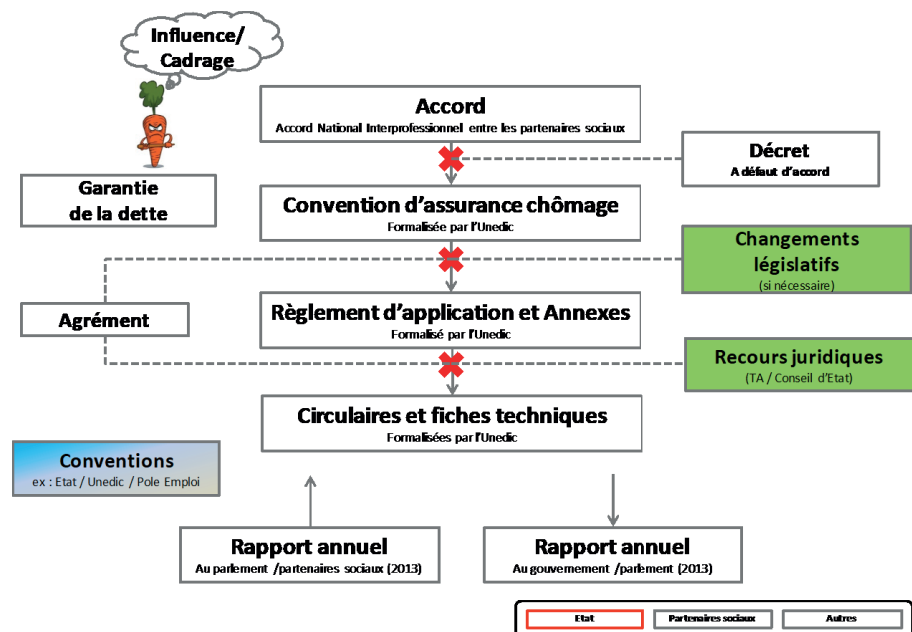 Influence/
Cadrage
Accord
Accord National Interprofessionnel entre les partenaires sociaux
Décret
A défaut d'accord
Garantie
de la dette
Convention d'assurance chômage
Formalisée par l'Unedic
Changements
législatifs
(si nécessaire)
Agrément
Règlement d'application et Annexes
Formalisé par l'Unedic
Recours juridiques
(TA / Conseil d'Etat)
Circulaires et fiches techniques
Formalisées par l'Unedic
Conventions
ex : Etat / Unedic / Pole Emploi
Rapport annuel
Au parlement /partenaires sociaux (2013)
Rapport annuel
Au gouvernement /parlement (2013)
Etat
Partenaires sociaux
Autres